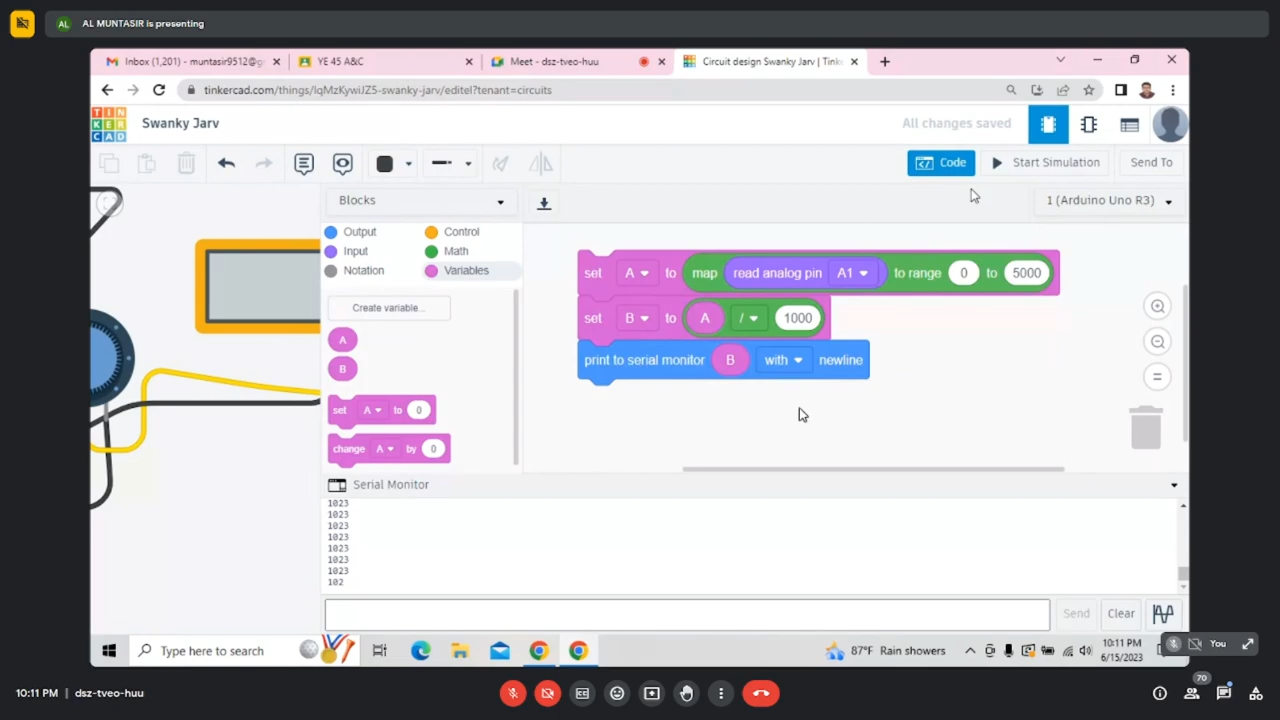 AL AL MUNTASIR is presenting
Inbox (1,201) - muntasir9512@g
YE 45 A&C
Meet - dsz-tveo-huu
Circuit design Swanky Jarv | Tink
tinkercad.com/things/lqMzKywiJZ5-swanky-jarv/editel?tenant=circuits
TIN
KER
CAD
Swanky Jarv
All changes saved
Code
Start Simulation
Send To
Blocks
1 (Arduino Uno R3)
Output
Control
Input
Math
Notation
Variables
Create variable...
A
B
set A to 0
change A by 0
set A to map read analog pin A1 to range 0 to 5000
set B to A / 1000
print to serial monitor B with newline
Serial Monitor
1023
1023
1023
1023
1023
1023
1023
102
Send
Clear
Type here to search
87°F Rain showers
10:11 PM
6/15/2023
You
10:11 PM | dsz-tveo-huu
70